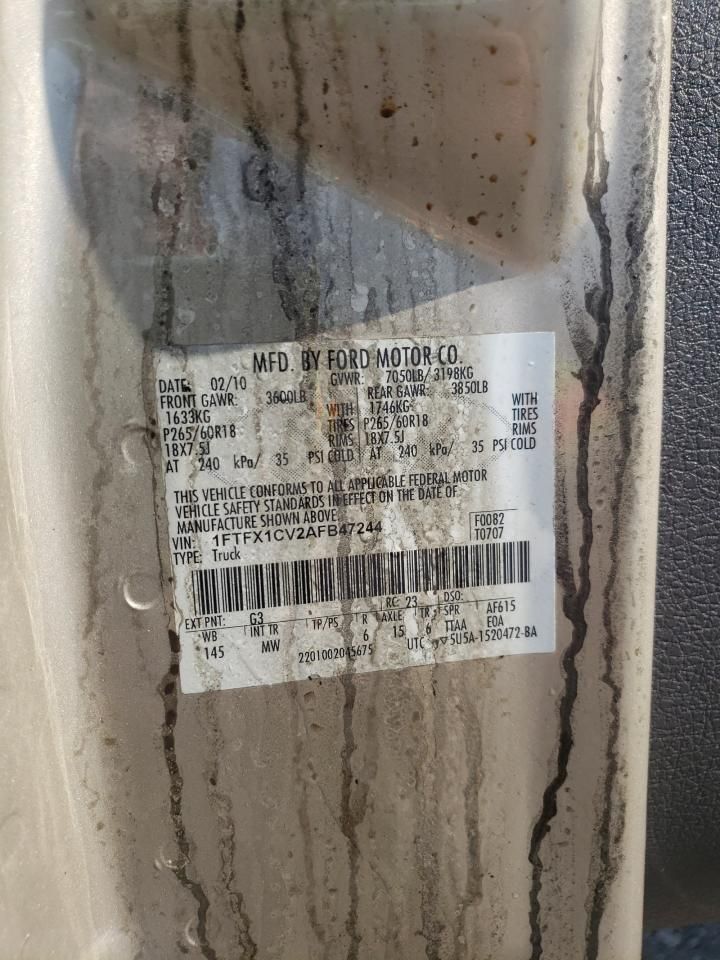 MFD. BY FORD MOTOR CO.
DATE: 02/10 GVWR: 7050LB/ 3198KG
FRONT GAWR: 3600LB REAR GAWR: 3850LB
1633KG WITH 1746KG WITH
P265/60R18 TIRES P265/60R18 TIRES
18X7.5J RIMS 18X7.5J RIMS
AT 240 kPa/ 35 PSI COLD AT 240 kPa/ 35 PSI COLD
THIS VEHICLE CONFORMS TO ALL APPLICABLE FEDERAL MOTOR
VEHICLE SAFETY STANDARDS IN EFFECT ON THE DATE OF
MANUFACTURE SHOWN ABOVE.
VIN: 1FTFX1CV2AFB47244 F0082
TYPE: Truck T0707
EXT PNT: G3 RC: 23 DSO:
WB INT TR TP/PS R AXLE TR SPR AF615
145 MW 6 15 6 TTAA E0A
2201002045675 UTC 5U5A-1520472-BA